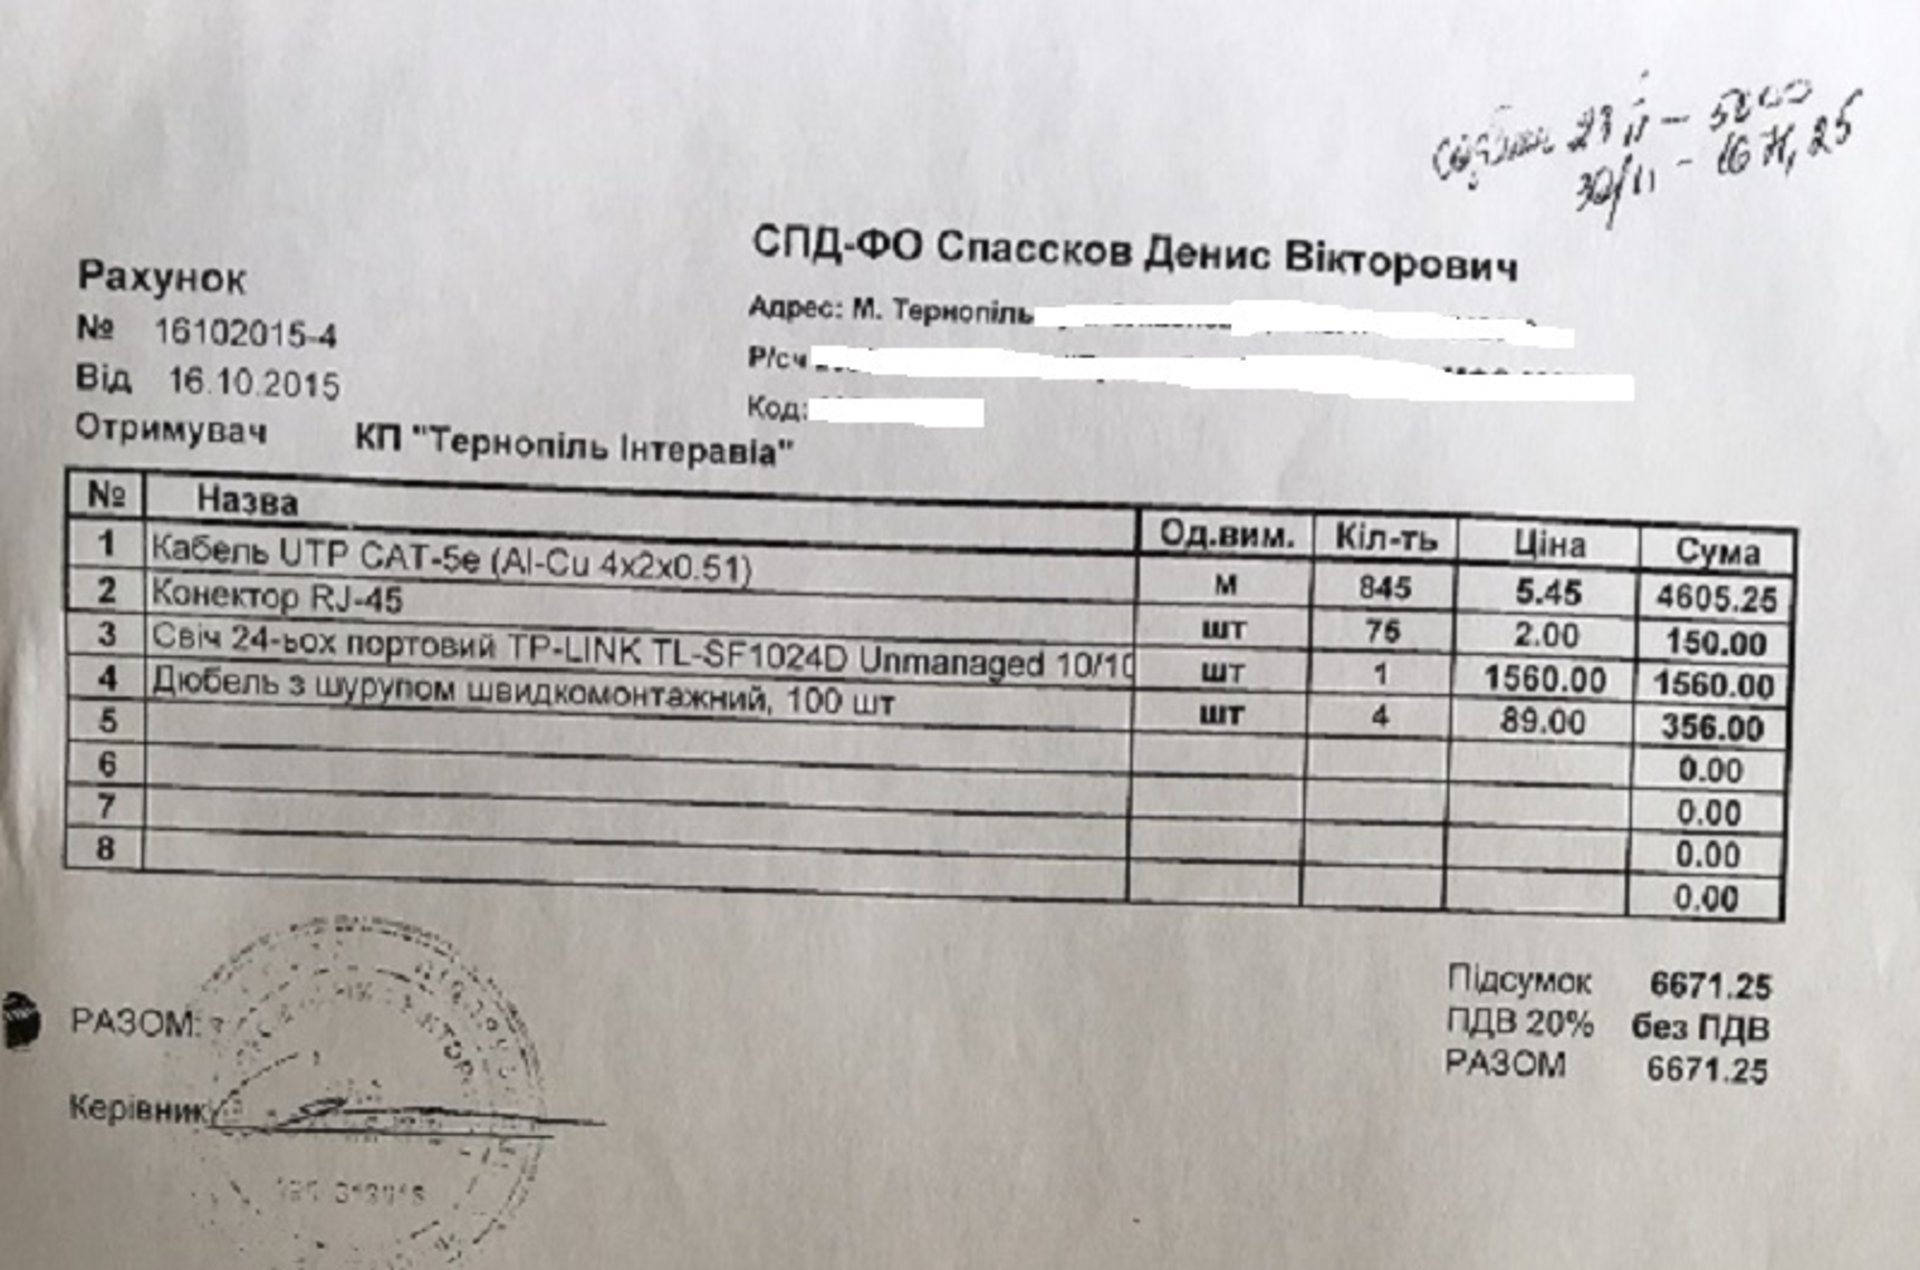 23/11 - 5000
30/11 - 1671,25
СПД-ФО Спассков Денис Вікторович
Рахунок
Адрес: М. Тернопіль
№ 16102015-4
Р/сч
Від 16.10.2015
Код:
Отримувач КП "Тернопіль Інтеравіа"
№ Назва Од.вим. Кіл-ть Ціна Сума
1 Кабель UTP CAT-5e (Al-Cu 4x2x0.51) м 845 5.45 4605.25
2 Конектор RJ-45 шт 75 2.00 150.00
3 Свіч 24-ьох портовий TP-LINK TL-SF1024D Unmanaged 10/10 шт 1 1560.00 1560.00
4 Дюбель з шурупом швидкомонтажний, 100 шт шт 4 89.00 356.00
5 0.00
6 0.00
7 0.00
8 0.00
Підсумок 6671.25
ПДВ 20% без ПДВ
РАЗОМ 6671.25
РАЗОМ:
Керівник